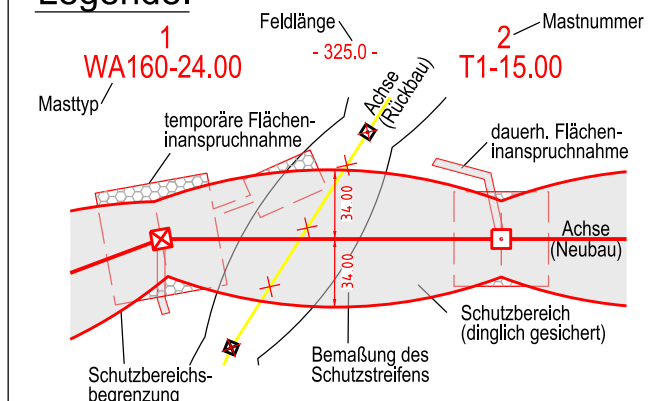 Legende:
Feldlänge
1
- 325.0 -
2
Mastnummer
WA160-24.00
T1-15.00
Masttyp
Achse
(Rückbau)
temporäre Flächen-
inanspruchnahme
dauerh. Flächen-
inanspruchnahme
34.00
34.00
Achse
(Neubau)
Schutzbereich
(dinglich gesichert)
Bemaßung des
Schutzstreifens
Schutzbereichs-
begrenzung